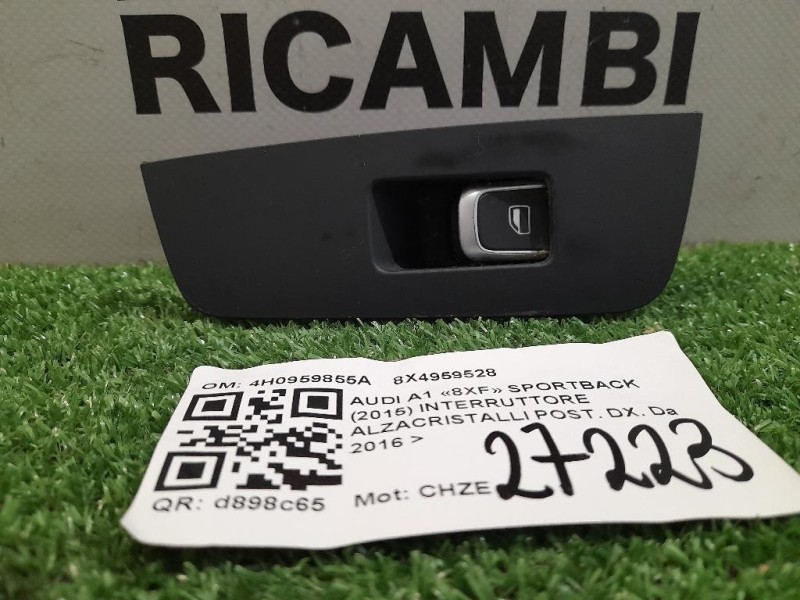 RICAMBI
OM: 4H0959855A 8X4959528
AUDI A1 «8XF» SPORTBACK
(2015) INTERRUTTORE
ALZACRISTALLI POST. DX. Da
2016 >
QR: d898c65 Mot: CHZE 27223